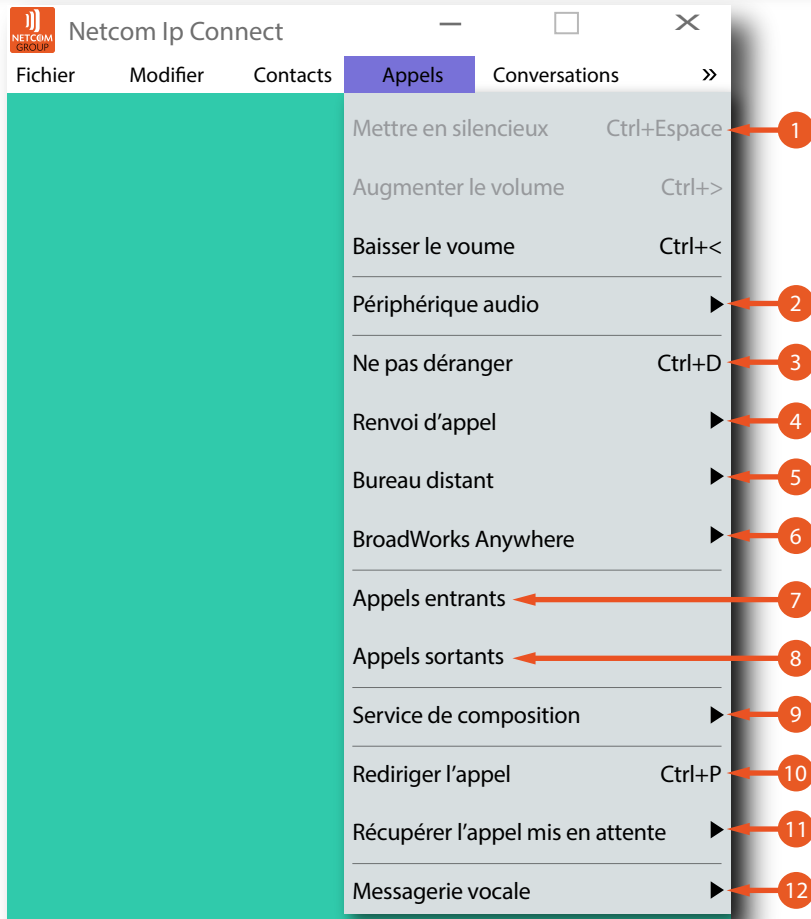 NETCOM
GROUP
Netcom Ip Connect
Fichier Modifier Contacts Appels Conversations »
Mettre en silencieux Ctrl+Espace 1
Augmenter le volume Ctrl+>
Baisser le voume Ctrl+<
Périphérique audio 2
Ne pas déranger Ctrl+D 3
Renvoi d’appel 4
Bureau distant 5
BroadWorks Anywhere 6
Appels entrants 7
Appels sortants 8
Service de composition 9
Rediriger l’appel Ctrl+P 10
Récupérer l’appel mis en attente 11
Messagerie vocale 12